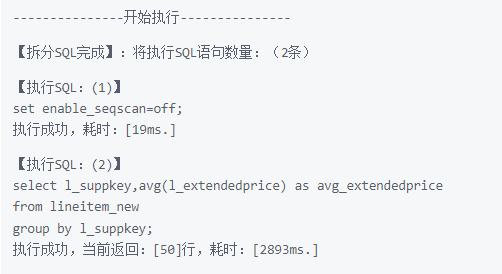 ---------------开始执行---------------
【拆分SQL完成】：将执行SQL语句数量：（2条）
【执行SQL：(1)】
set enable_seqscan=off;
执行成功，耗时：[19ms.]
【执行SQL：(2)】
select l_suppkey,avg(l_extendedprice) as avg_extendedprice
from lineitem_new
group by l_suppkey;
执行成功，当前返回：[50]行，耗时：[2893ms.]